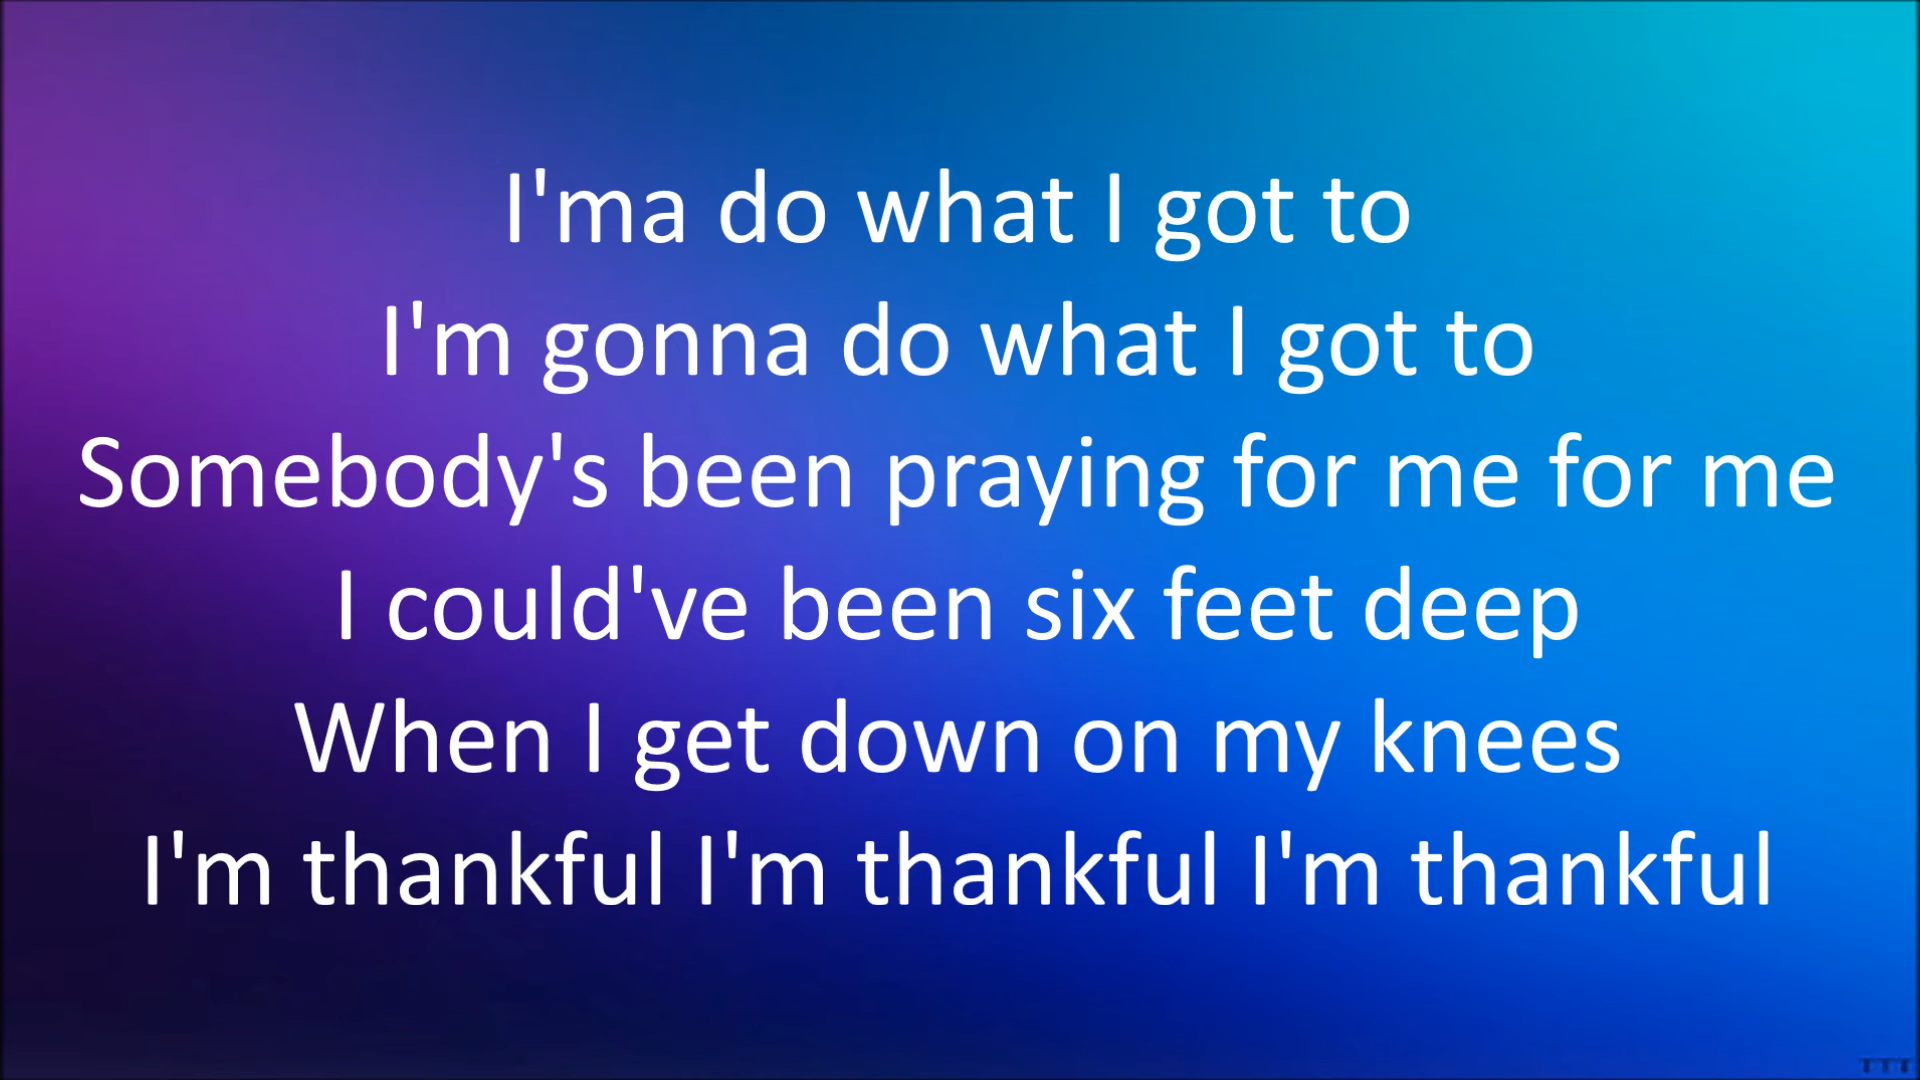 I'ma do what I got to
I'm gonna do what I got to
Somebody's been praying for me for me
I could've been six feet deep
When I get down on my knees
I'm thankful I'm thankful I'm thankful
TTT